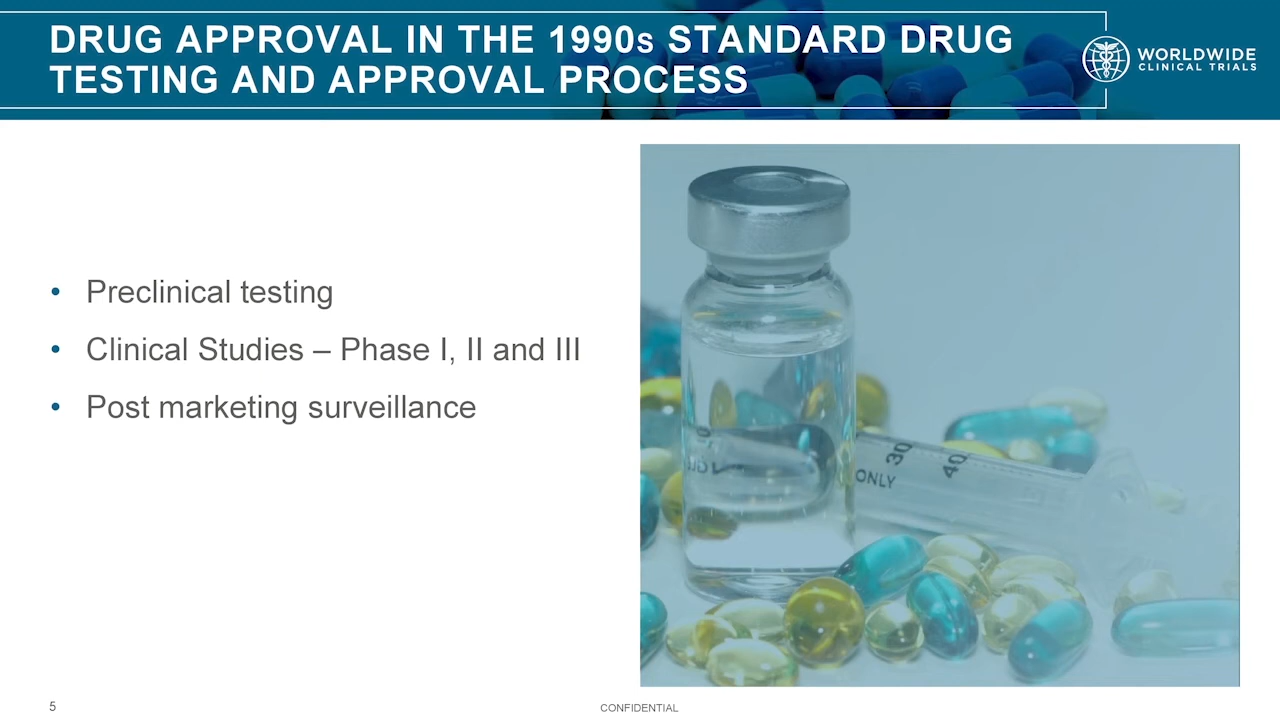 DRUG APPROVAL IN THE 1990s STANDARD DRUG
TESTING AND APPROVAL PROCESS
WORLDWIDE
CLINICAL TRIALS
• Preclinical testing
• Clinical Studies – Phase I, II and III
• Post marketing surveillance
30
40
ONLY
5
CONFIDENTIAL